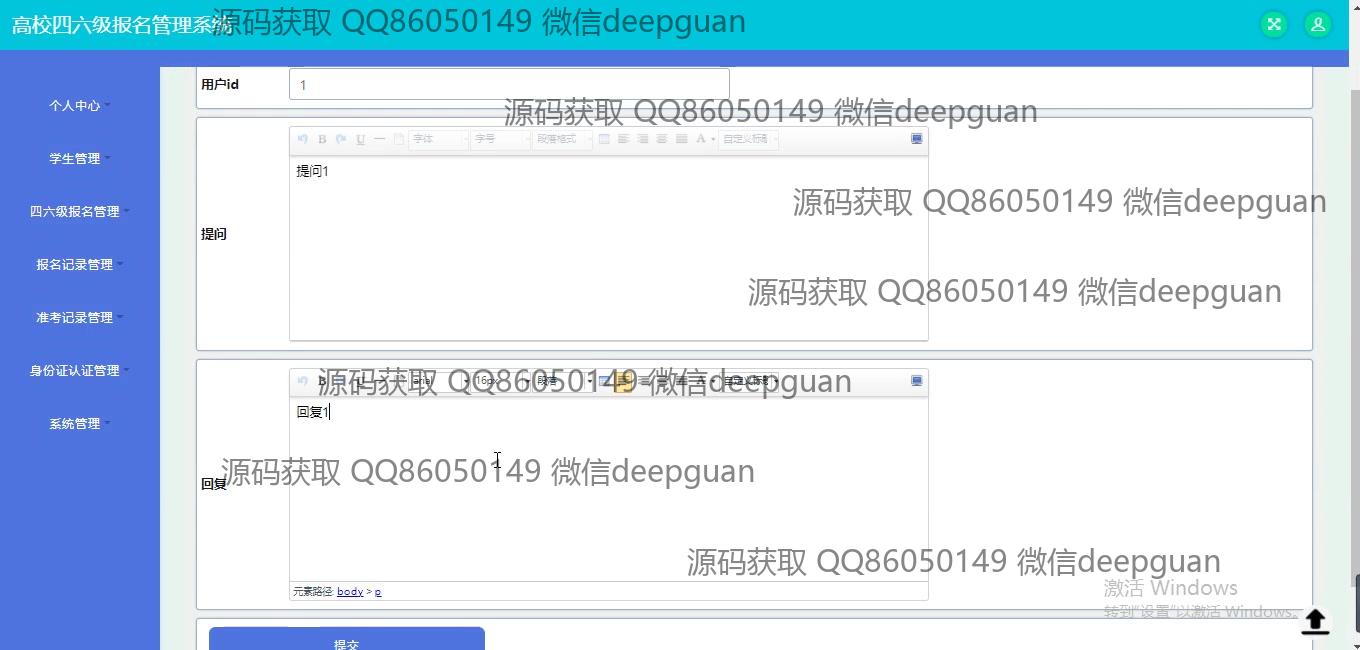 高校四六级报名管理系统
源码获取 QQ86050149 微信deepguan
个人中心
学生管理
四六级报名管理
报名记录管理
准考记录管理
身份证认证管理
系统管理
用户id
1
源码获取 QQ86050149 微信deepguan
B U 字体 字号 段落格式 A 自定义标题
提问
提问1
源码获取 QQ86050149 微信deepguan
源码获取 QQ86050149 微信deepguan
B U arial 16px 段落 A 自定义标题
源码获取 QQ86050149 微信deepguan
回复
回复1
源码获取 QQ86050149 微信deepguan
源码获取 QQ86050149 微信deepguan
元素路径: body > p
激活 Windows
转到"设置"以激活 Windows。
提交